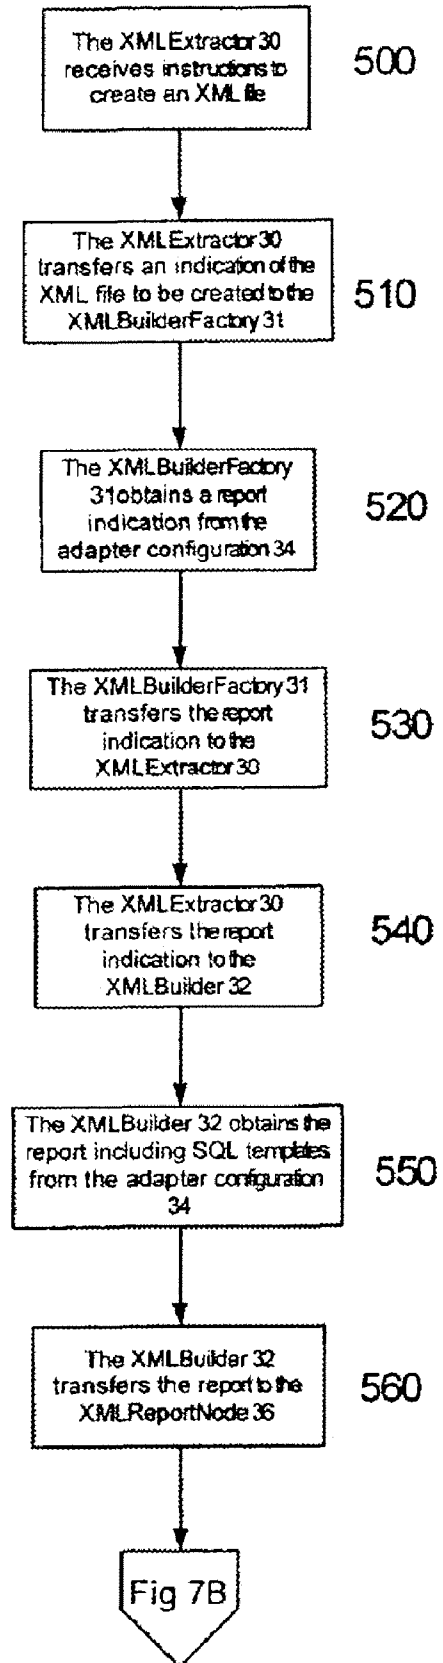 The XMLExtractor 30
receives instructions to
create an XML file
500
The XMLExtractor 30
transfers an indication of the
XML file to be created to the
XMLBuilderFactory 31
510
The XMLBuilderFactory
31 obtains a report
indication from the
adapter configuration 34
520
The XMLBuilderFactory 31
transfers the report
indication to the
XMLExtractor 30
530
The XMLExtractor 30
transfers the report
indication to the
XMLBuilder 32
540
The XMLBuilder 32 obtains the
report including SQL templates
from the adapter configuration
34
550
The XMLBuilder 32
transfers the report to the
XMLReportNode 36
560
Fig 7B